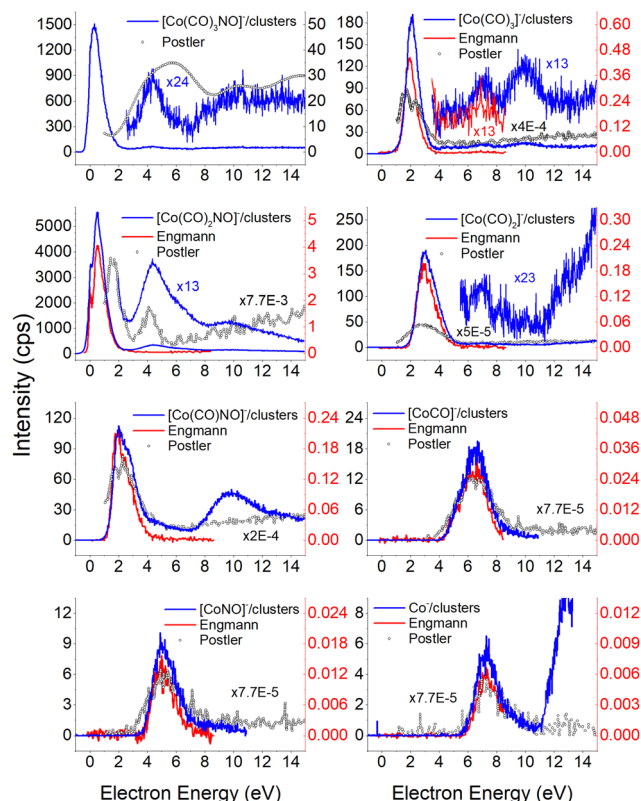 [Co(CO)₃NO]⁻/clusters
Postler
x24
1500
1200
900
600
300
0
50
40
30
20
10
0
0 2 4 6 8 10 12 14
[Co(CO)₃]⁻/clusters
Engmann
Postler
x13
x13
x4E-4
180
150
120
90
60
30
0
0.60
0.48
0.36
0.24
0.12
0.00
0 2 4 6 8 10 12 14
[Co(CO)₂NO]⁻/clusters
Engmann
Postler
x13
x7.7E-3
5000
4000
3000
2000
1000
0
5
4
3
2
1
0
0 2 4 6 8 10 12 14
[Co(CO)₂]⁻/clusters
Engmann
Postler
x23
x5E-5
250
200
150
100
50
0
0.30
0.24
0.18
0.12
0.06
0.00
0 2 4 6 8 10 12 14
Intensity (cps)
[Co(CO)NO]⁻/clusters
Engmann
Postler
x2E-4
120
90
60
30
0
0.24
0.18
0.12
0.06
0.00
0 2 4 6 8 10 12 14
[CoCO]⁻/clusters
Engmann
Postler
x7.7E-5
24
18
12
6
0
0.048
0.036
0.024
0.012
0.000
0 2 4 6 8 10 12 14
[CoNO]⁻/clusters
Engmann
Postler
x7.7E-5
12
9
6
3
0
0.024
0.018
0.012
0.006
0.000
0 2 4 6 8 10 12 14
Electron Energy (eV)
Co⁻/clusters
Engmann
Postler
x7.7E-5
8
6
4
2
0
0.012
0.009
0.006
0.003
0.000
0 2 4 6 8 10 12 14
Electron Energy (eV)